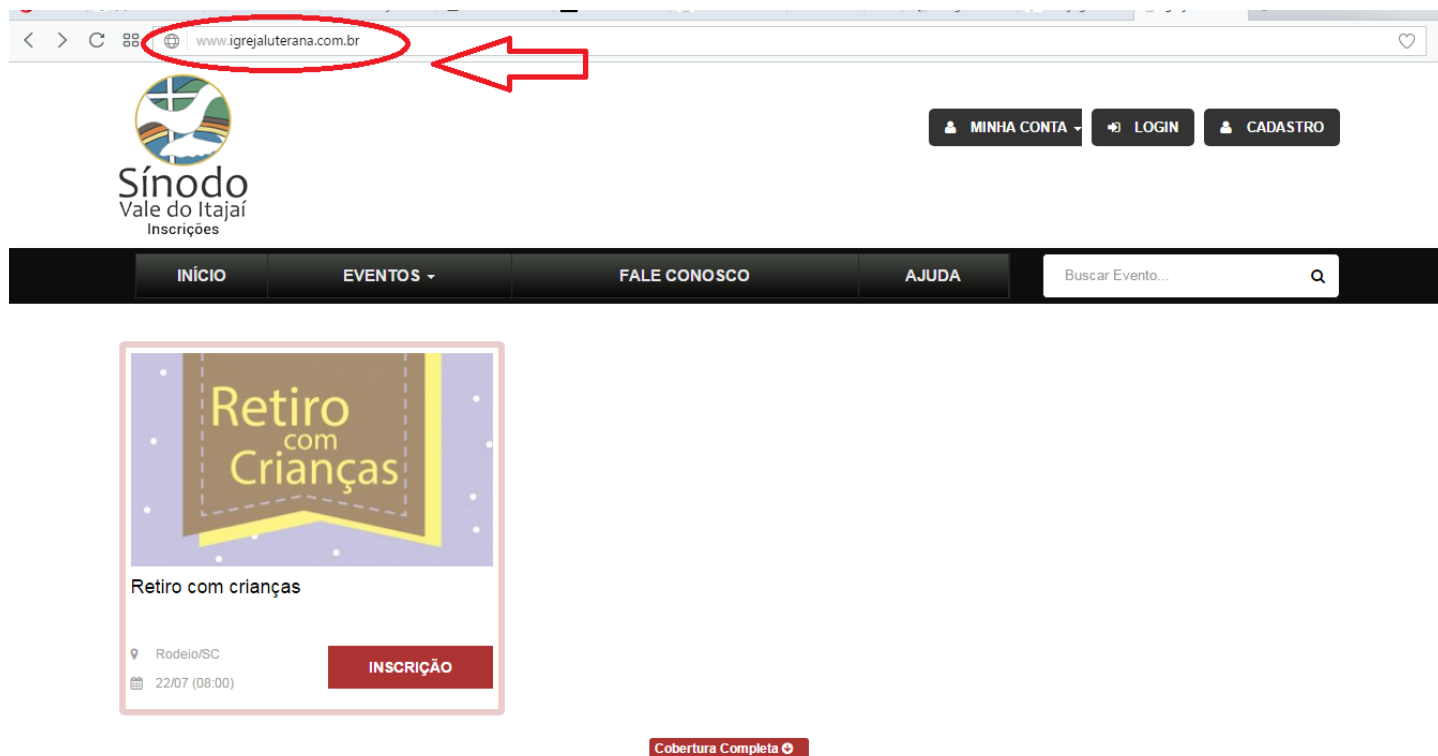 www.igrejaluterana.com.br
Sínodo
Vale do Itajaí
Inscrições
MINHA CONTA
LOGIN
CADASTRO
INÍCIO
EVENTOS
FALE CONOSCO
AJUDA
Buscar Evento...
Retiro
com
Crianças
Retiro com crianças
Rodeio/SC
22/07 (08:00)
INSCRIÇÃO
Cobertura Completa